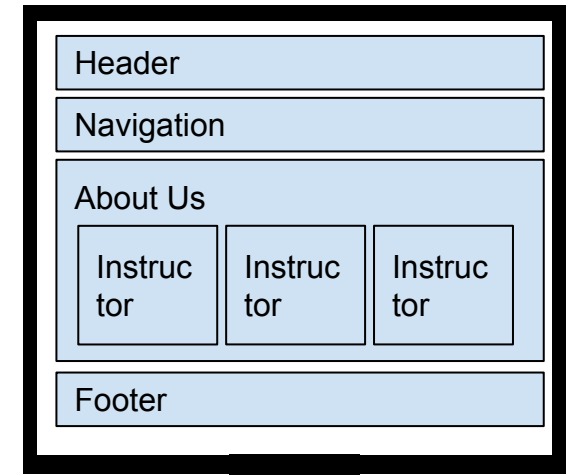 Header
Navigation
About Us
Instruc
tor
Instruc
tor
Instruc
tor
Footer